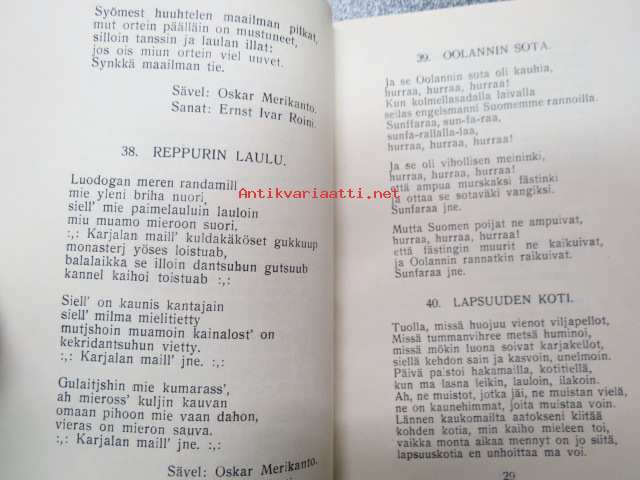 Syömest huuhtelen maailman pilkat,
mut ortein päälläin on mustuneet,
silloin tanssin ja laulan illat:
jos ois miun ortein viel uuvet.
Synkkä maailman tie.
Sävel: Oskar Merikanto.
Sanat: Ernst Ivar Roini.
38. REPPURIN LAULU.
Luodogan meren randamill
mie yleni briha nuori,
siell' mie paimelauluin lauloin
miu muamo mieroon suori.
:,: Karjalan maill' kuldakäköset gukkuup
monasterj yöses loistuab,
balalaikka se illoin dantsuhun gutsuub
kannel kaihoi toistuab :,:
Siell' on kaunis kantajain
siell' milma mielitietty
mutjshoin muamoin kainalost' on
kekridantsuhun vietty.
:,: Karjalan maill' jne. :,:
Gulaitjshin mie kumarass',
ah mieross' kuljin kauvan
omaan pihoon mie vaan dahon,
vieras on mieron sauva.
:,: Karjalan maill' jne. :,:
Sävel: Oskar Merikanto.
39. OOLANNIN SOTA.
Ja se Oolannin sota oli kauhia,
hurraa, hurraa, hurraa!
Kun kolmellasadalla laivalla
seilas engelsmanni Suomemme rannoilla.
Sunffaraa, sun-fa-raa,
sunfa-rallalla-laa,
hurraa, hurraa, hurraa!
Ja se oli vihollisen meininki,
hurraa, hurraa, hurraa!
että ampua murskaksi fästinki
ja ottaa se sotaväki vangiksi.
Sunfaraa jne.
Mutta Suomen poijat ne ampuivat,
hurraa, hurraa, hurraa!
että fästingin muurit ne kaikuivat,
ja Oolannin rannatkin raikuivat.
Sunfaraa jne.
40. LAPSUUDEN KOTI.
Tuolla, missä huojuu vienot viljapellot,
Missä tummanvihree metsä huminoi,
missä mökin luona soivat karjakellot,
siellä kehdon sain ja kasvoin, unelmoin.
Päivä paistoi hakamailla, kotitiellä,
kun ma lasna leikin, lauloin, ilakoin.
Ah, ne muistot, jotka jäi, ne muistan vielä,
ne on kaunehimmat, joita muistaa voin.
Lännen kaukomailta aatokseni kiitää
kohden kotia, min kaiho mieleen toi,
vaikka monta aikaa mennyt on jo siitä,
lapsuuskotia en unhoittaa ma voi.
29
Antikvariaatti.net